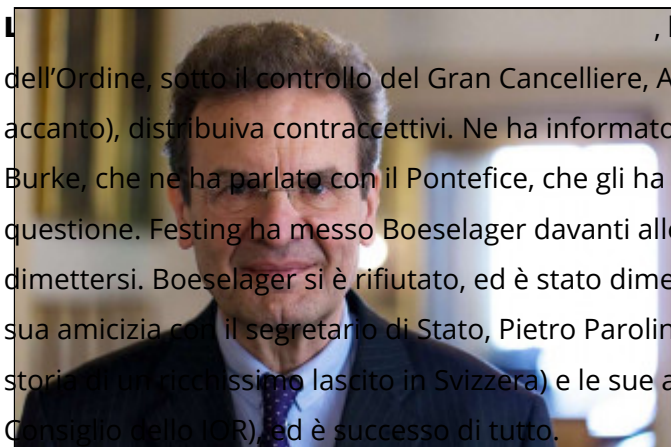 L , 
dell'Ordine, sotto il controllo del Gran Cancelliere, A
accanto), distribuiva contraccettivi. Ne ha informato
Burke, che ne ha parlato con il Pontefice, che gli ha
questione. Festing ha messo Boeselager davanti all
dimettersi. Boeselager si è rifiutato, ed è stato dime
sua amicizia con il segretario di Stato, Pietro Parolin
storia di un ricchissimo lascito in Svizzera) e le sue a
Consiglio dello IOR), ed è successo di tutto.